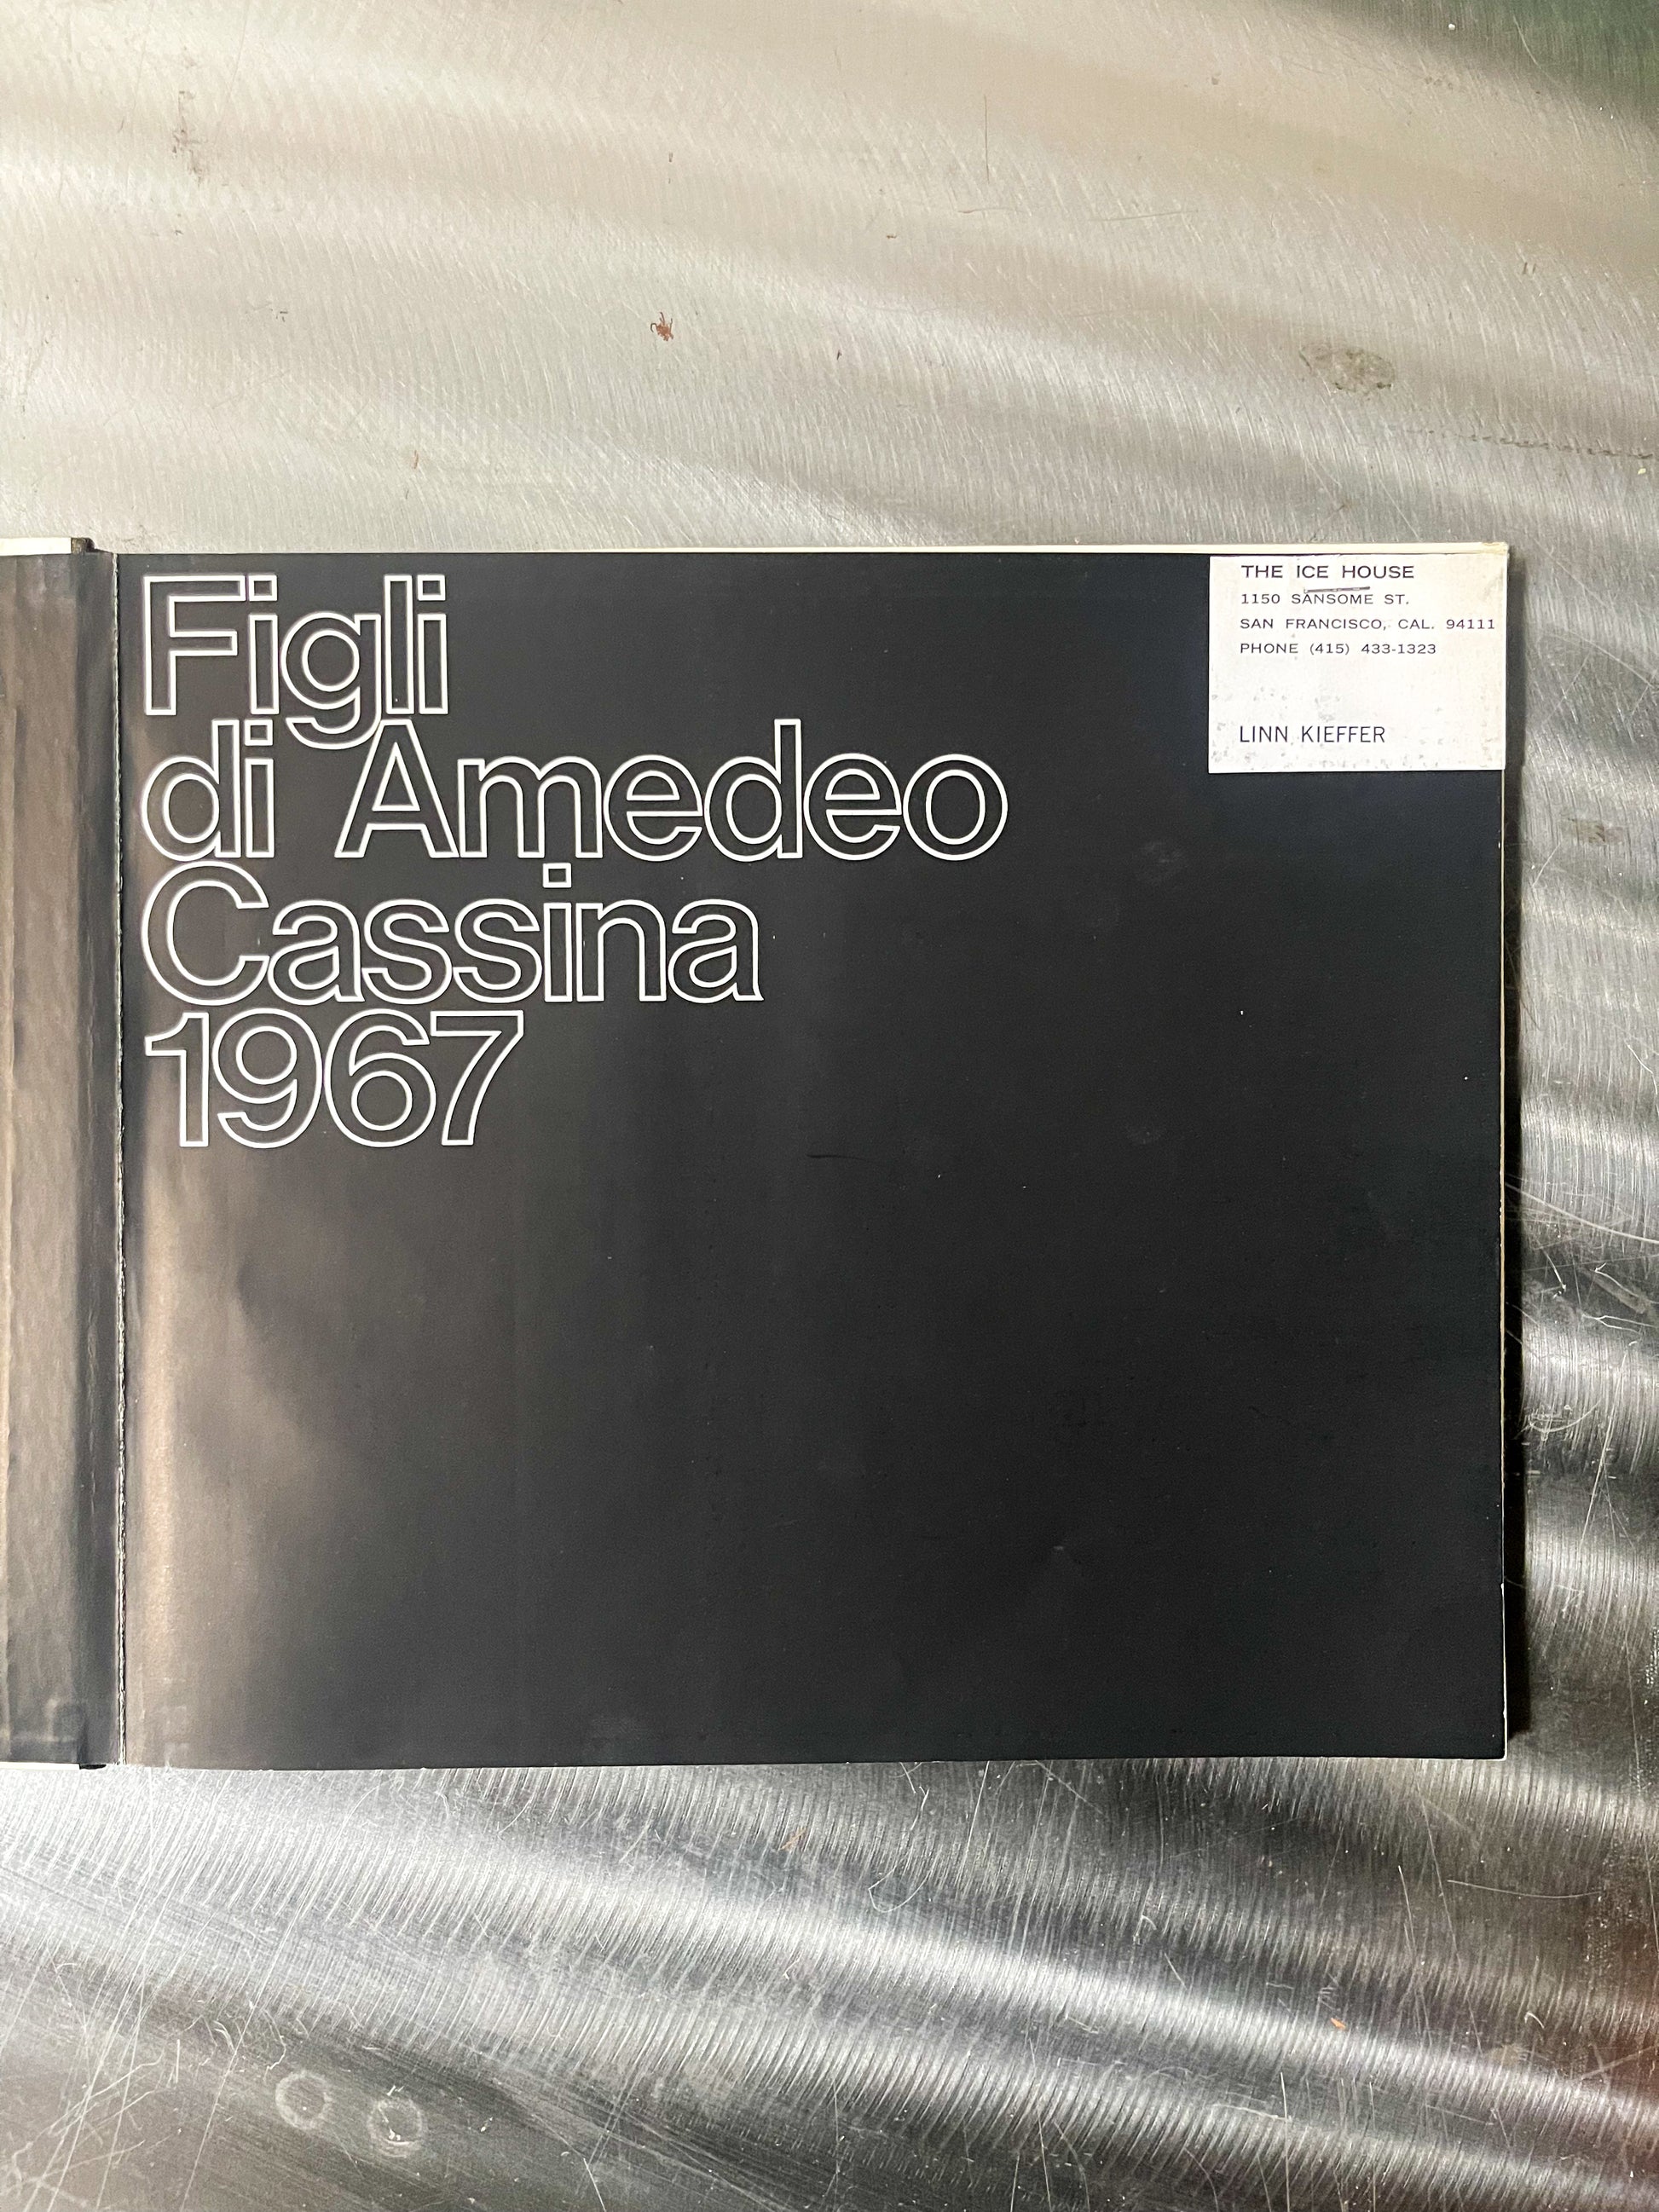 Figli
di Amedeo
Cassina
1967
THE ICE HOUSE
1150 SANSOME ST.
SAN FRANCISCO, CAL. 94111
PHONE (415) 433-1323
LINN KIEFFER